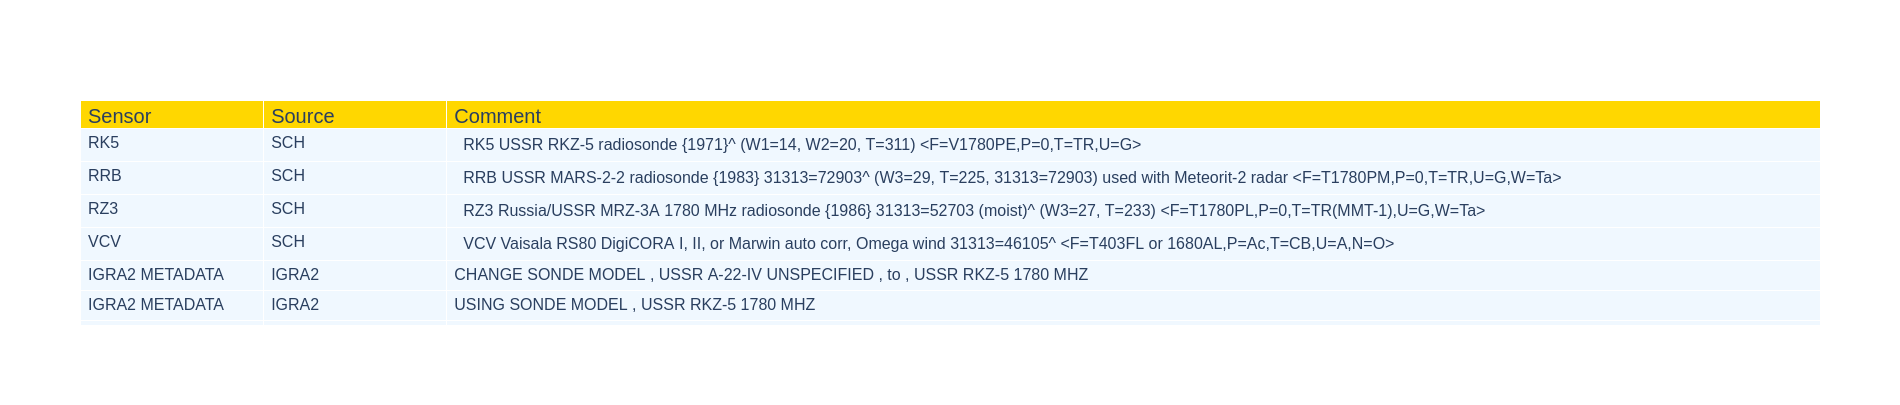 Sensor Source Comment
RK5 SCH RK5 USSR RKZ-5 radiosonde {1971}^ (W1=14, W2=20, T=311) <F=V1780PE,P=0,T=TR,U=G>
RRB SCH RRB USSR MARS-2-2 radiosonde {1983} 31313=72903^ (W3=29, T=225, 31313=72903) used with Meteorit-2 radar <F=T1780PM,P=0,T=TR,U=G,W=Ta>
RZ3 SCH RZ3 Russia/USSR MRZ-3A 1780 MHz radiosonde {1986} 31313=52703 (moist)^ (W3=27, T=233) <F=T1780PL,P=0,T=TR(MMT-1),U=G,W=Ta>
VCV SCH VCV Vaisala RS80 DigiCORA I, II, or Marwin auto corr, Omega wind 31313=46105^ <F=T403FL or 1680AL,P=Ac,T=CB,U=A,N=O>
IGRA2 METADATA IGRA2 CHANGE SONDE MODEL , USSR A-22-IV UNSPECIFIED , to , USSR RKZ-5 1780 MHZ
IGRA2 METADATA IGRA2 USING SONDE MODEL , USSR RKZ-5 1780 MHZ